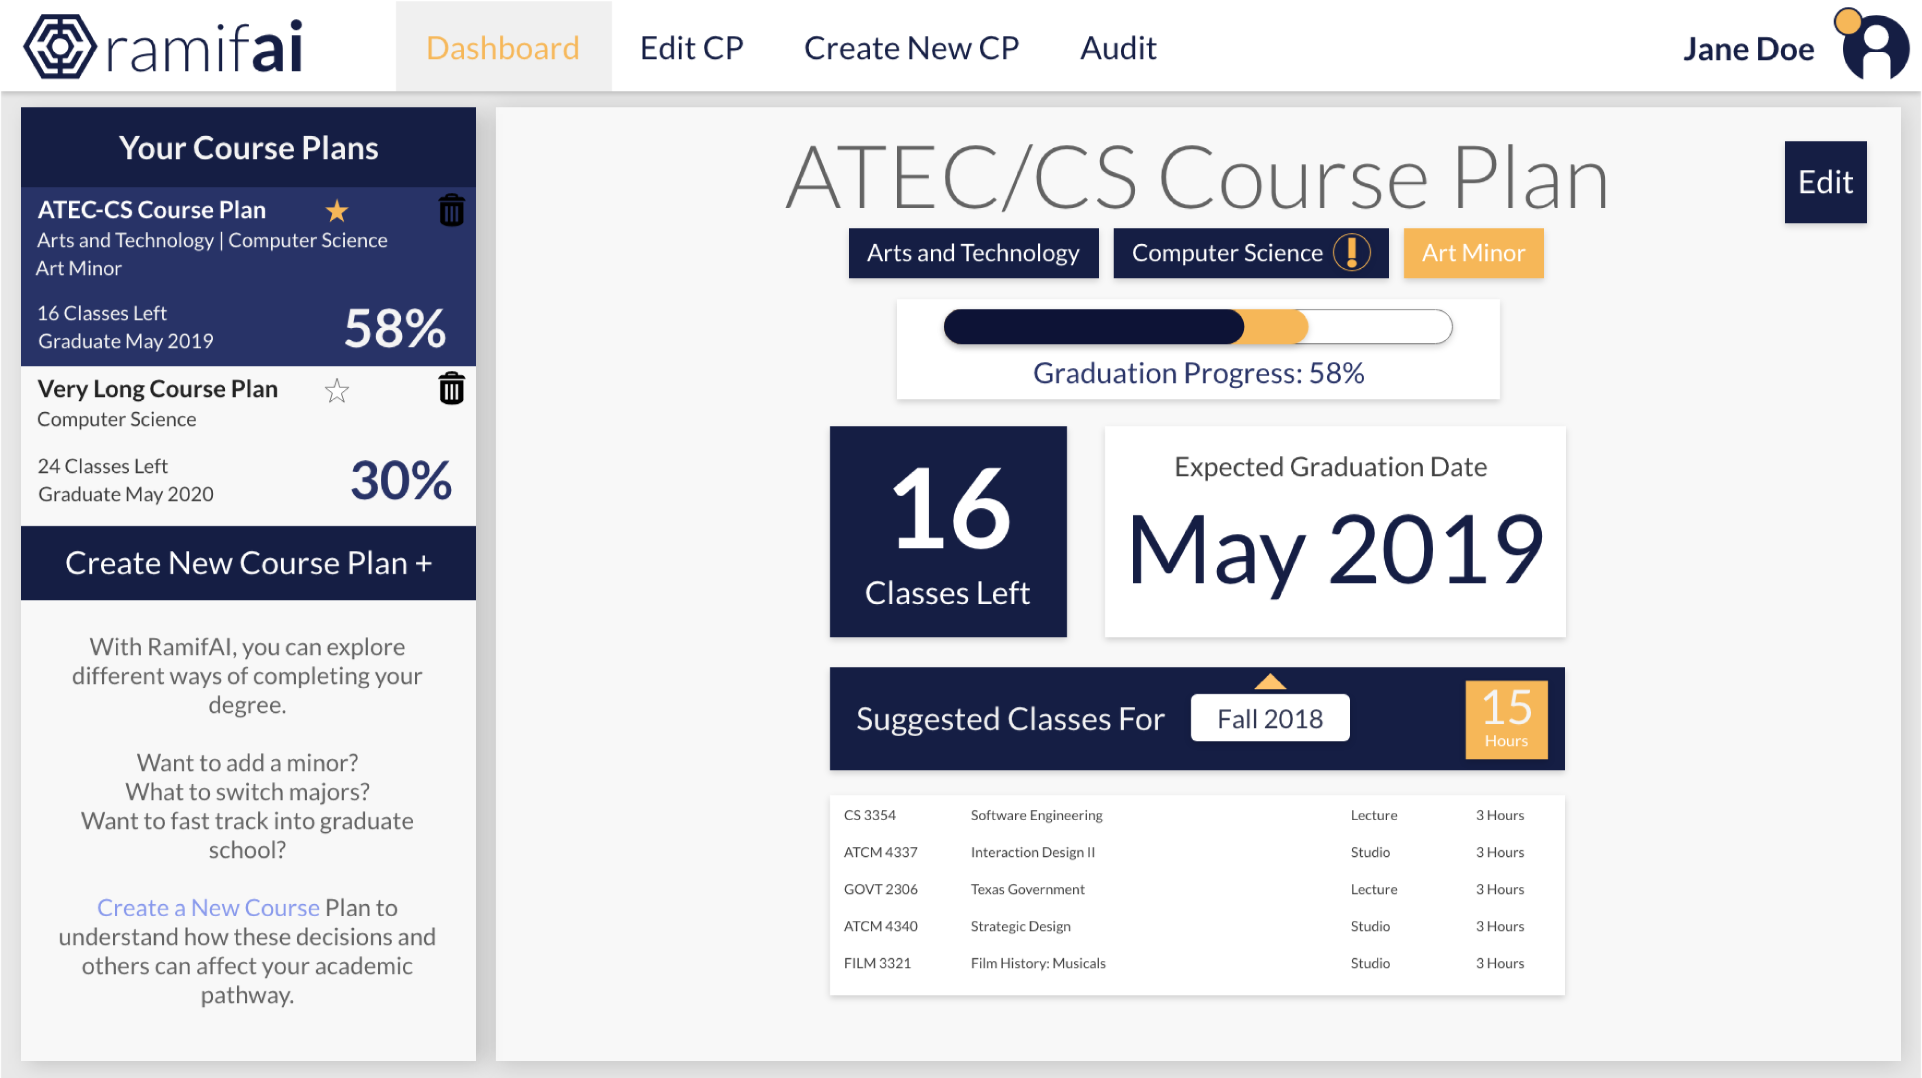 ramifai
Dashboard
Edit CP
Create New CP
Audit
Jane Doe
Your Course Plans
ATEC-CS Course Plan
Arts and Technology | Computer Science
Art Minor
16 Classes Left
Graduate May 2019
58%
Very Long Course Plan
Computer Science
24 Classes Left
Graduate May 2020
30%
Create New Course Plan +
With RamifAI, you can explore
different ways of completing your
degree.
Want to add a minor?
What to switch majors?
Want to fast track into graduate
school?
Create a New Course Plan to
understand how these decisions and
others can affect your academic
pathway.
ATEC/CS Course Plan
Edit
Arts and Technology
Computer Science !
Art Minor
Graduation Progress: 58%
16
Classes Left
Expected Graduation Date
May 2019
Suggested Classes For
Fall 2018
15
Hours
CS 3354 Software Engineering Lecture 3 Hours
ATCM 4337 Interaction Design II Studio 3 Hours
GOVT 2306 Texas Government Lecture 3 Hours
ATCM 4340 Strategic Design Studio 3 Hours
FILM 3321 Film History: Musicals Studio 3 Hours